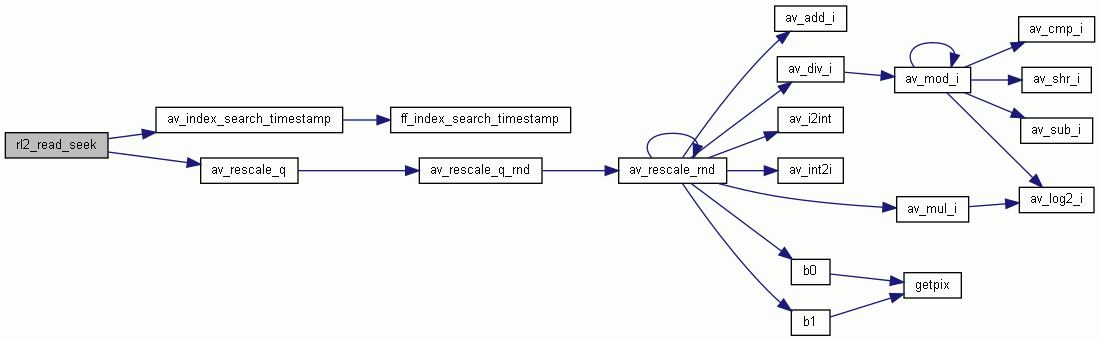 rl2_read_seek
av_index_search_timestamp
ff_index_search_timestamp
av_rescale_q
av_rescale_q_rnd
av_rescale_rnd
av_add_i
av_div_i
av_mod_i
av_cmp_i
av_shr_i
av_sub_i
av_log2_i
av_i2int
av_int2i
av_mul_i
b0
b1
getpix